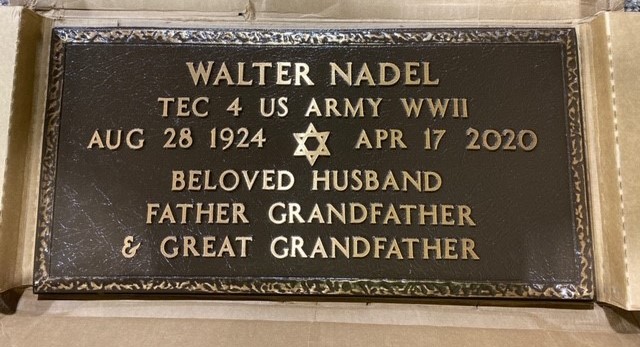 WALTER NADEL
TEC 4 US ARMY WWII
AUG 28 1924 APR 17 2020
BELOVED HUSBAND
FATHER GRANDFATHER
& GREAT GRANDFATHER